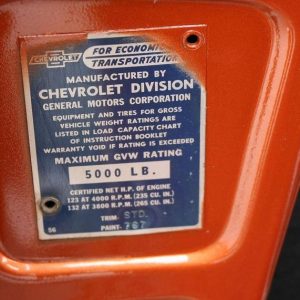 CHEVROLET
FOR ECONOMICAL
TRANSPORTATION
MANUFACTURED BY
CHEVROLET DIVISION
GENERAL MOTORS CORPORATION
EQUIPMENT AND TIRES FOR GROSS
VEHICLE WEIGHT RATINGS ARE
LISTED IN LOAD CAPACITY CHART
OF INSTRUCTION BOOKLET
WARRANTY VOID IF RATING IS EXCEEDED
MAXIMUM GVW RATING
5000 LB.
CERTIFIED NET H.P. OF ENGINE
123 AT 4000 R.P.M. (235 CU. IN.)
132 AT 3800 R.P.M. (265 CU. IN.)
TRIM- STD.
56 PAINT- 767